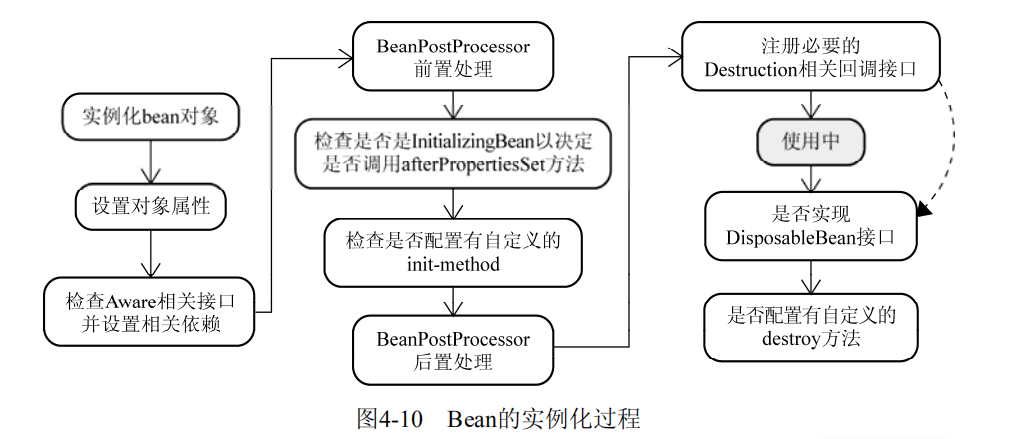 实例化bean对象
设置对象属性
检查Aware相关接口
并设置相关依赖
BeanPostProcessor
前置处理
检查是否是InitializingBean以决定
是否调用afterPropertiesSet方法
检查是否配置有自定义的
init-method
BeanPostProcessor
后置处理
注册必要的
Destruction相关回调接口
使用中
是否实现
DisposableBean接口
是否配置有自定义的
destroy方法
图4-10 Bean的实例化过程